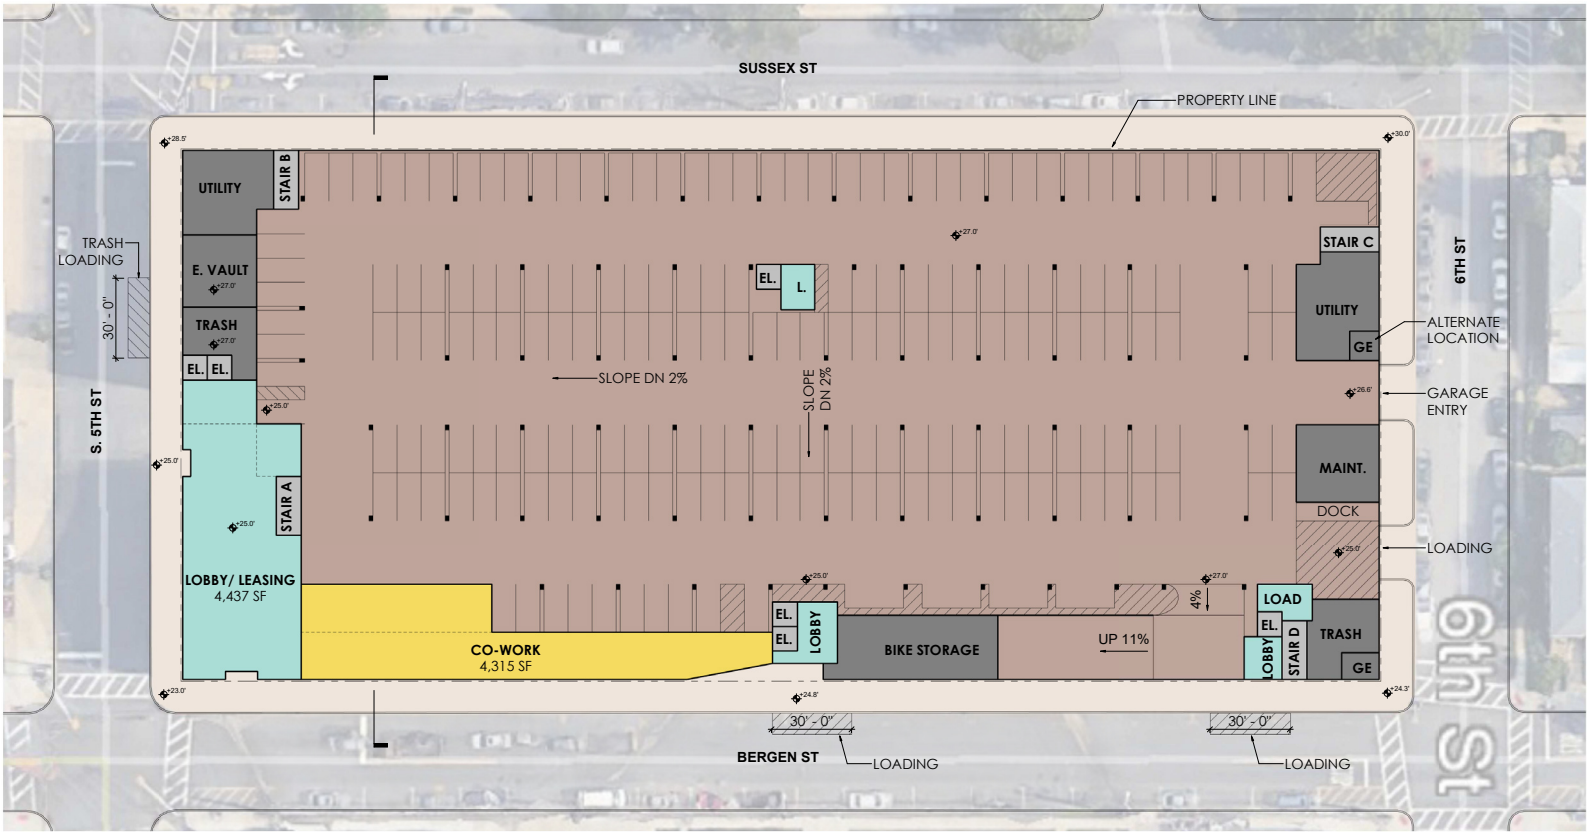 SUSSEX ST
PROPERTY LINE
+28.5'
+30.0'
UTILITY
STAIR B
TRASH
LOADING
30' - 0"
E. VAULT
+27.0'
TRASH
+27.0'
EL.
EL.
+27.0'
EL.
L.
STAIR C
6TH ST
UTILITY
GE
ALTERNATE
LOCATION
SLOPE DN 2%
SLOPE
DN 2%
+26.6'
GARAGE
ENTRY
+25.0'
S. 5TH ST
+25.0'
STAIR A
+25.0'
MAINT.
DOCK
+25.0'
LOADING
LOBBY/ LEASING
4,437 SF
+25.0'
+27.0'
4%
LOAD
EL.
EL.
LOBBY
EL.
LOBBY
STAIR D
TRASH
GE
CO-WORK
4,315 SF
BIKE STORAGE
UP 11%
+23.0'
+24.8'
+24.3'
6th St
30' - 0"
30' - 0"
BERGEN ST
LOADING
LOADING